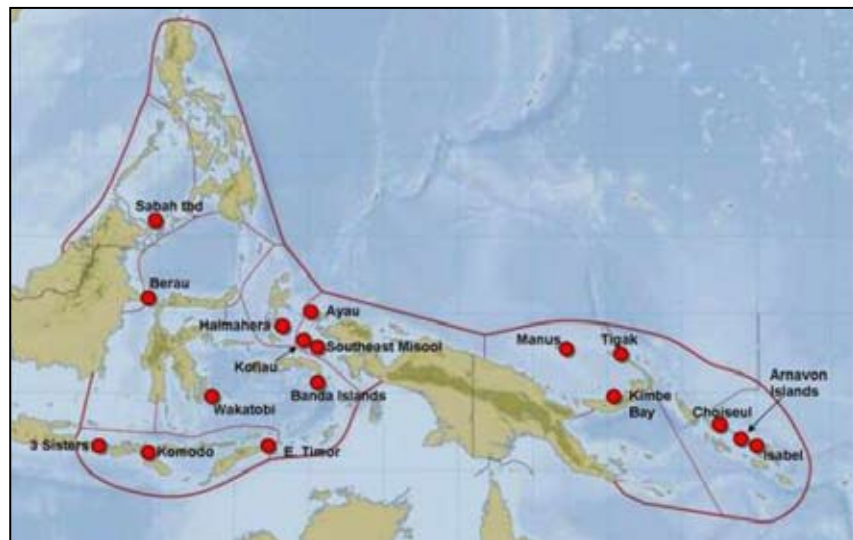 Sabah tbd
Berau
Ayau
Halmahera
Kofiau
Southeast Misool
Banda Islands
Wakatobi
3 Sisters
Komodo
E. Timor
Manus
Tigak
Kimbe
Bay
Arnavon
Islands
Choiseul
Isabel